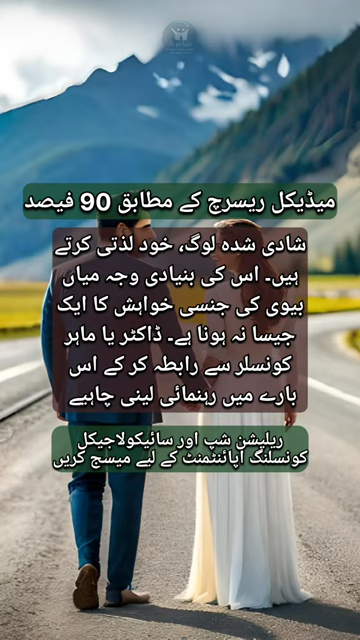 میڈیکل ریسرچ کے مطابق 90 فیصد
شادی شدہ لوگ، خود لذتی کرتے
ہیں۔ اس کی بنیادی وجہ میاں
بیوی کی جنسی خواہش کا ایک
جیسا نہ ہونا ہے۔ ڈاکٹر یا ماہر
کونسلر سے رابطہ کر کے اس
بارے میں رہنمائی لینی چاہیے
ریلیشن شپ اور سائیکولاجیکل
کونسلنگ اپائنٹمنٹ کے لیے میسج کریں